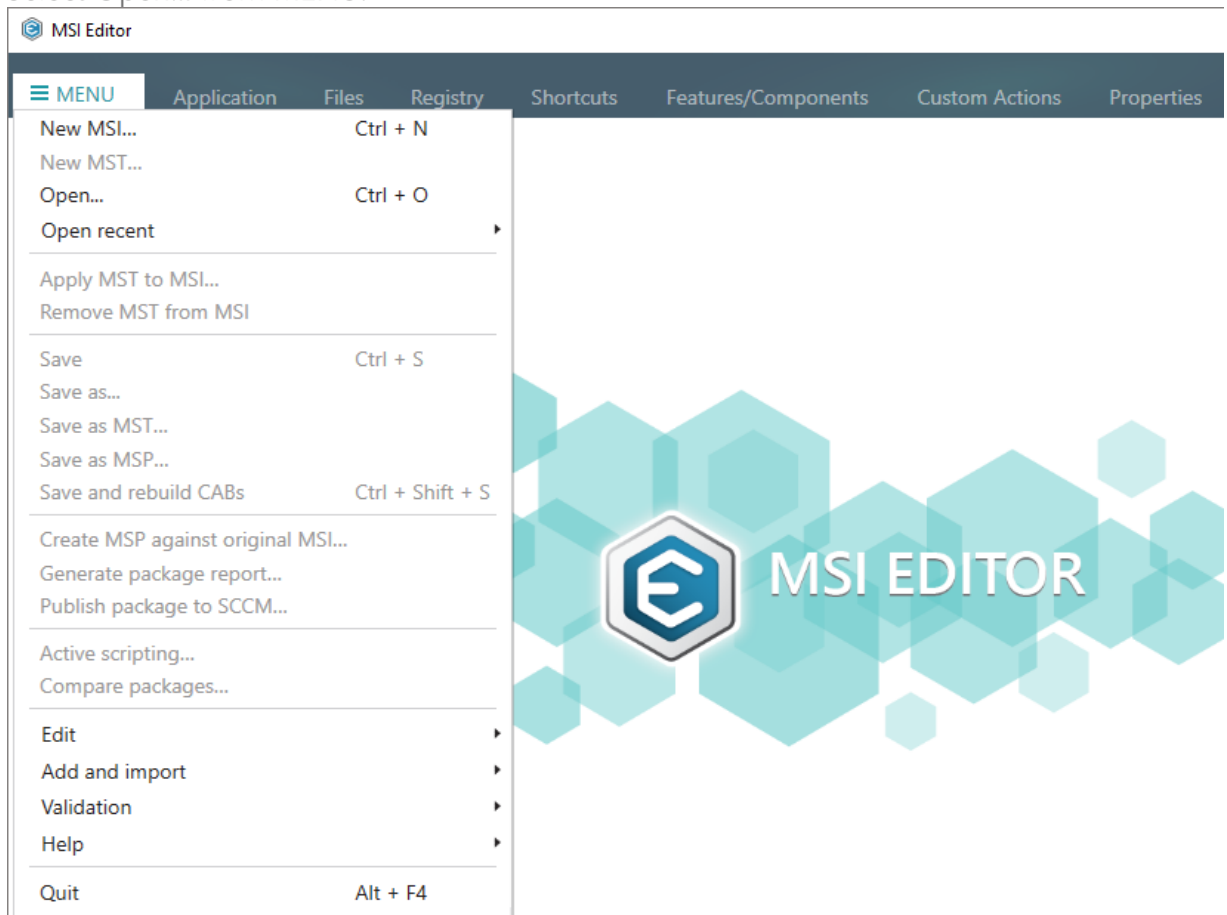 MSI Editor
MENU Application Files Registry Shortcuts Features/Components Custom Actions Properties
New MSI... Ctrl + N
New MST...
Open... Ctrl + O
Open recent
Apply MST to MSI...
Remove MST from MSI
Save Ctrl + S
Save as...
Save as MST...
Save as MSP...
Save and rebuild CABs Ctrl + Shift + S
Create MSP against original MSI...
Generate package report...
Publish package to SCCM...
Active scripting...
Compare packages...
Edit
Add and import
Validation
Help
Quit Alt + F4
MSI EDITOR